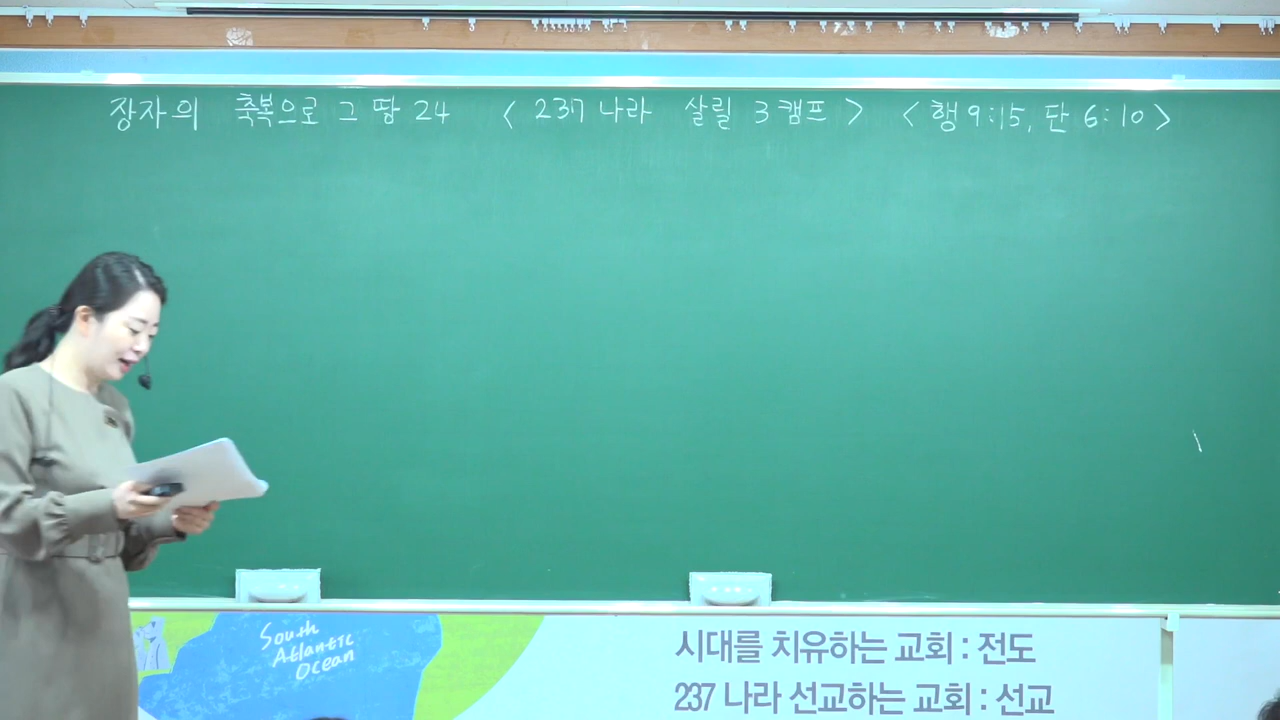 장자의 축복으로 그 땅 24 < 237 나라 살릴 3 캠프 > < 행 9:15, 단 6:10 >
South
Atlantic
Ocean
시대를 치유하는 교회 : 전도
237 나라 선교하는 교회 : 선교